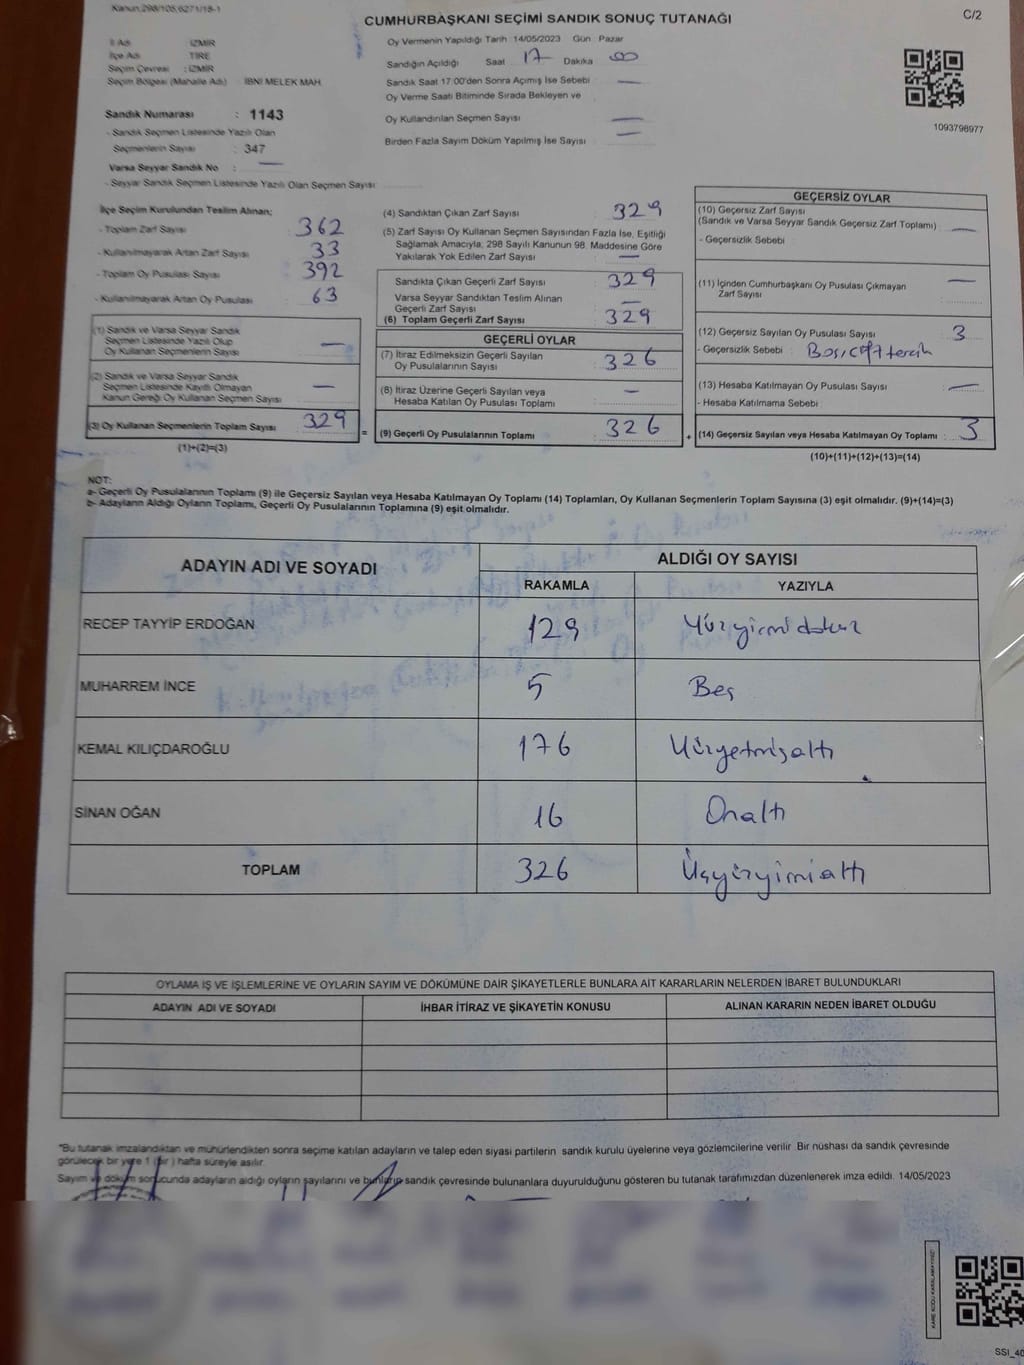 Kanun,298/105,6271/18-1
CUMHURBAŞKANI SEÇİMİ SANDIK SONUÇ TUTANAĞI
C/2
İl Adı : İZMİR
İlçe Adı TİRE
Seçim Çevresi : İZMİR
Seçim Bölgesi (Mahalle Adı) İBNİ MELEK MAH.
Sandık Numarası : 1143
- Sandık Seçmen Listesinde Yazılı Olan
Seçmenlerin Sayısı : 347
Varsa Seyyar Sandık No : —
- Seyyar Sandık Seçmen Listesinde Yazılı Olan Seçmen Sayısı
Oy Vermenin Yapıldığı Tarih 14/05/2023 Gün Pazar
Sandığın Açıldığı Saat 17 Dakika 00
Sandık Saat 17:00'den Sonra Açımış İse Sebebi —
Oy Verme Saati Bitiminde Sırada Bekleyen ve
Oy Kullandırılan Seçmen Sayısı —
Birden Fazla Sayım Döküm Yapılmış İse Sayısı —
1093798977
İlçe Seçim Kurulundan Teslim Alınan;
- Toplam Zarf Sayısı : 362
- Kullanılmayarak Artan Zarf Sayısı : 33
- Toplam Oy Pusulası Sayısı : 392
- Kullanılmayarak Artan Oy Pusulası : 63
(1) Sandık ve Varsa Seyyar Sandık
Seçmen Listesinde Yazılı Olup
Oy Kullanan Seçmenlerin Sayısı —
(2) Sandık ve Varsa Seyyar Sandık
Seçmen Listesinde Kayıtlı Olmayan
Kanun Gereği Oy Kullanan Seçmen Sayısı —
(3) Oy Kullanan Seçmenlerin Toplam Sayısı 329 =
(1)+(2)=(3)
(4) Sandıktan Çıkan Zarf Sayısı : 329
(5) Zarf Sayısı Oy Kullanan Seçmen Sayısından Fazla İse, Eşitliği
Sağlamak Amacıyla; 298 Sayılı Kanunun 98. Maddesine Göre
Yakılarak Yok Edilen Zarf Sayısı : —
Sandıkta Çıkan Geçerli Zarf Sayısı : 329
Varsa Seyyar Sandıktan Teslim Alınan
Geçerli Zarf Sayısı : —
(6) Toplam Geçerli Zarf Sayısı : 329
GEÇERLİ OYLAR
(7) İtiraz Edilmeksizin Geçerli Sayılan
Oy Pusulalarının Sayısı : 326
(8) İtiraz Üzerine Geçerli Sayılan veya
Hesaba Katılan Oy Pusulası Toplamı : —
(9) Geçerli Oy Pusulalarının Toplamı : 326 +
GEÇERSİZ OYLAR
(10) Geçersiz Zarf Sayısı
(Sandık ve Varsa Seyyar Sandık Geçersiz Zarf Toplamı) : —
- Geçersizlik Sebebi :
(11) İçinden Cumhurbaşkanı Oy Pusulası Çıkmayan
Zarf Sayısı : —
(12) Geçersiz Sayılan Oy Pusulası Sayısı : 3
- Geçersizlik Sebebi : Boş, çift tercih
(13) Hesaba Katılmayan Oy Pusulası Sayısı : —
- Hesaba Katılmama Sebebi :
(14) Geçersiz Sayılan veya Hesaba Katılmayan Oy Toplamı : 3
(10)+(11)+(12)+(13)=(14)
NOT:
a- Geçerli Oy Pusulalarının Toplamı (9) ile Geçersiz Sayılan veya Hesaba Katılmayan Oy Toplamı (14) Toplamları, Oy Kullanan Seçmenlerin Toplam Sayısına (3) eşit olmalıdır. (9)+(14)=(3)
b- Adayların Aldığı Oyların Toplamı, Geçerli Oy Pusulalarının Toplamına (9) eşit olmalıdır.
ADAYIN ADI VE SOYADI
ALDIĞI OY SAYISI
RAKAMLA YAZIYLA
RECEP TAYYİP ERDOĞAN 129 Yüzyirmi dokuz
MUHARREM İNCE 5 Beş
KEMAL KILIÇDAROĞLU 176 Yüzyetmişaltı
SİNAN OĞAN 16 Onaltı
TOPLAM 326 Üçyüzyirmialtı
OYLAMA İŞ VE İŞLEMLERİNE VE OYLARIN SAYIM VE DÖKÜMÜNE DAİR ŞİKAYETLERLE BUNLARA AİT KARARLARIN NELERDEN İBARET BULUNDUKLARI
ADAYIN ADI VE SOYADI İHBAR İTİRAZ VE ŞİKAYETİN KONUSU ALINAN KARARIN NEDEN İBARET OLDUĞU
*Bu tutanak imzalandıktan ve mühürlendikten sonra seçime katılan adayların ve talep eden siyasi partilerin sandık kurulu üyelerine veya gözlemcilerine verilir. Bir nüshası da sandık çevresinde
görülecek bir yere 1 (bir) hafta süreyle asılır.
Sayım ve döküm sonucunda adayların aldığı oyların sayılarını ve bunların sandık çevresinde bulunanlara duyurulduğunu gösteren bu tutanak tarafımızdan düzenlenerek imza edildi. 14/05/2023
KARE KODU KARALAMAYINIZ!
SSI_40